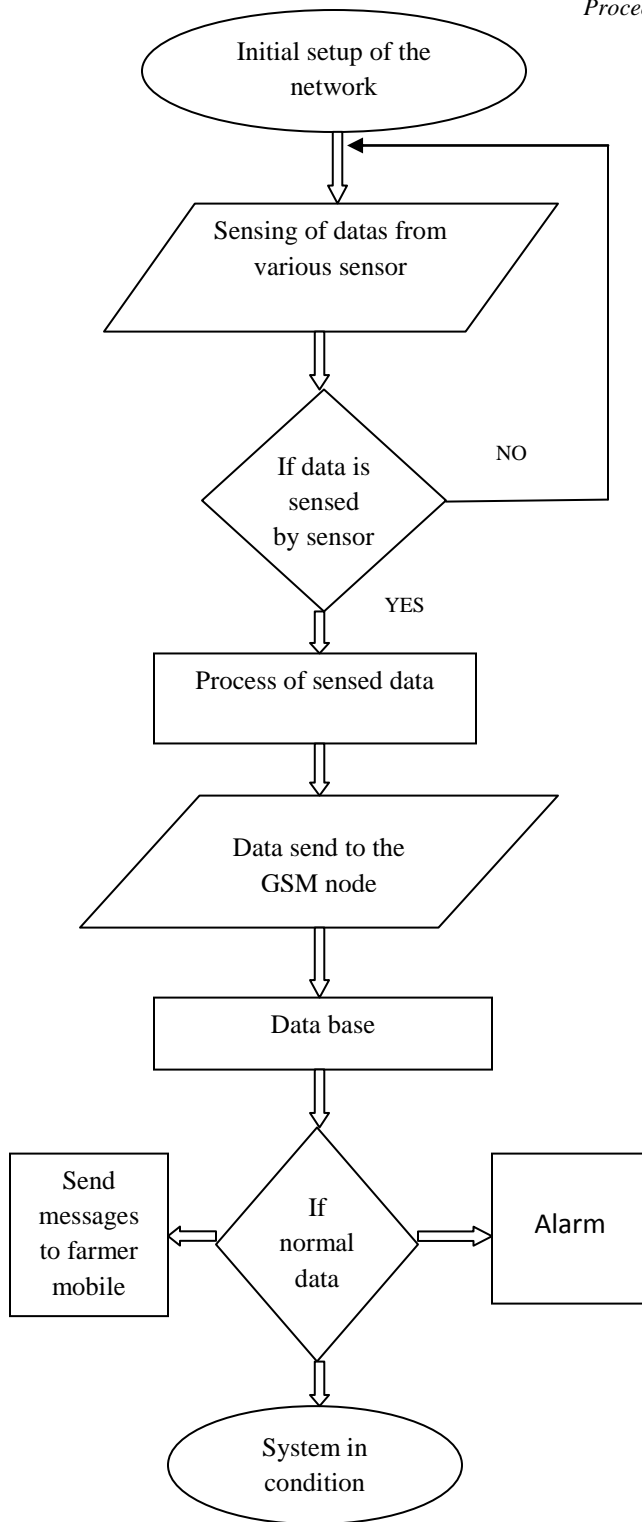 Initial setup of the
network
Sensing of datas from
various sensor
If data is
sensed
by sensor
NO
YES
Process of sensed data
Data send to the
GSM node
Data base
Send
messages
to farmer
mobile
If
normal
data
Alarm
System in
condition